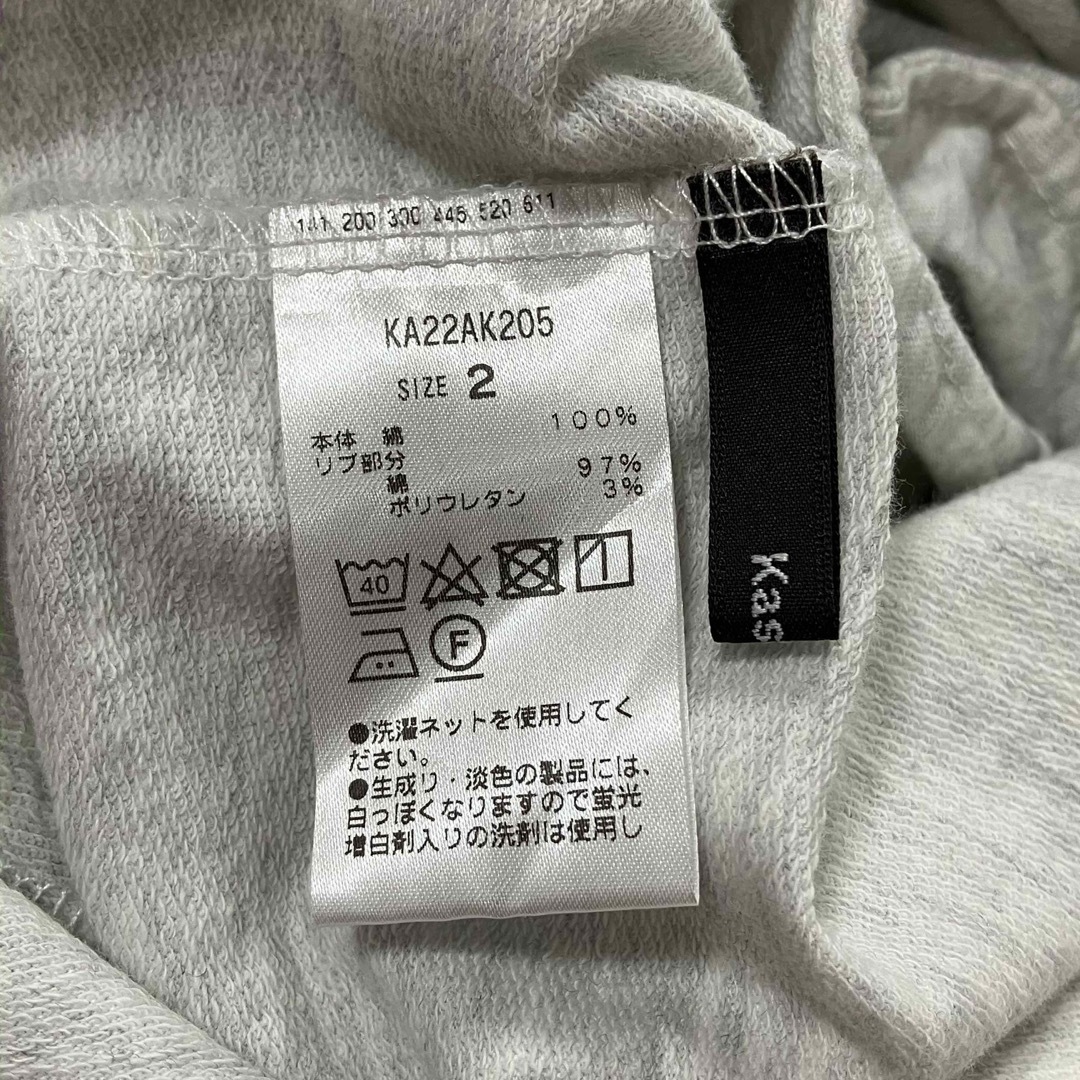 141 200 300 446 520 611
KA22AK205
SIZE 2
本体 綿 100%
リブ部分
綿 97%
ポリウレタン 3%
40
F
●洗濯ネットを使用してく
ださい。
●生成り・淡色の製品には、
白っぽくなりますので蛍光
増白剤入りの洗剤は使用し
Kas